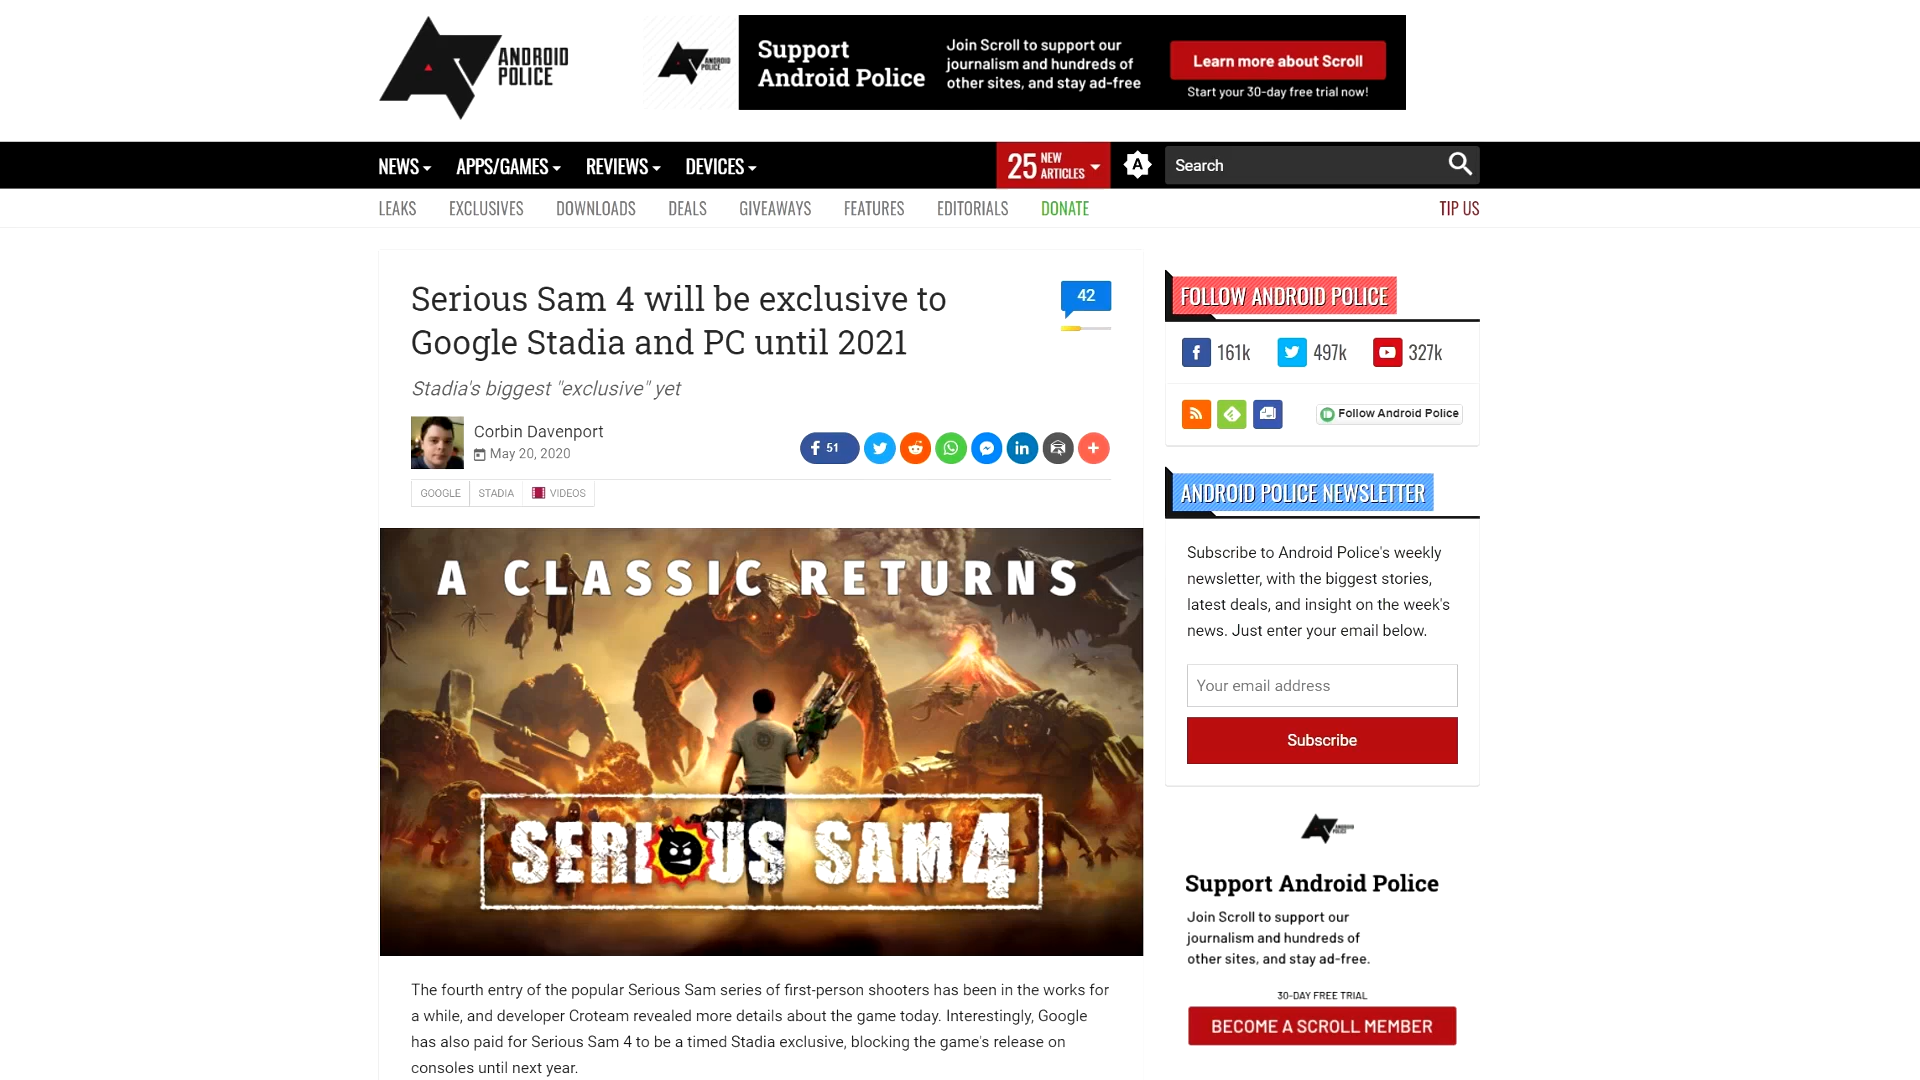 ANDROID
POLICE
ANDROID
POLICE
Support
Android Police
Join Scroll to support our
journalism and hundreds of
other sites, and stay ad-free
Learn more about Scroll
Start your 30-day free trial now!
NEWS
APPS/GAMES
REVIEWS
DEVICES
25 NEW
ARTICLES
A
Search
LEAKS
EXCLUSIVES
DOWNLOADS
DEALS
GIVEAWAYS
FEATURES
EDITORIALS
DONATE
TIP US
Serious Sam 4 will be exclusive to
Google Stadia and PC until 2021
42
Stadia's biggest "exclusive" yet
Corbin Davenport
May 20, 2020
51
GOOGLE
STADIA
VIDEOS
A CLASSIC RETURNS
SERIOUS SAM 4
The fourth entry of the popular Serious Sam series of first-person shooters has been in the works for
a while, and developer Croteam revealed more details about the game today. Interestingly, Google
has also paid for Serious Sam 4 to be a timed Stadia exclusive, blocking the game's release on
consoles until next year.
FOLLOW ANDROID POLICE
161k
497k
327k
Follow Android Police
ANDROID POLICE NEWSLETTER
Subscribe to Android Police's weekly
newsletter, with the biggest stories,
latest deals, and insight on the week's
news. Just enter your email below.
Your email address
Subscribe
ANDROID
POLICE
Support Android Police
Join Scroll to support our
journalism and hundreds of
other sites, and stay ad-free.
30-DAY FREE TRIAL
BECOME A SCROLL MEMBER